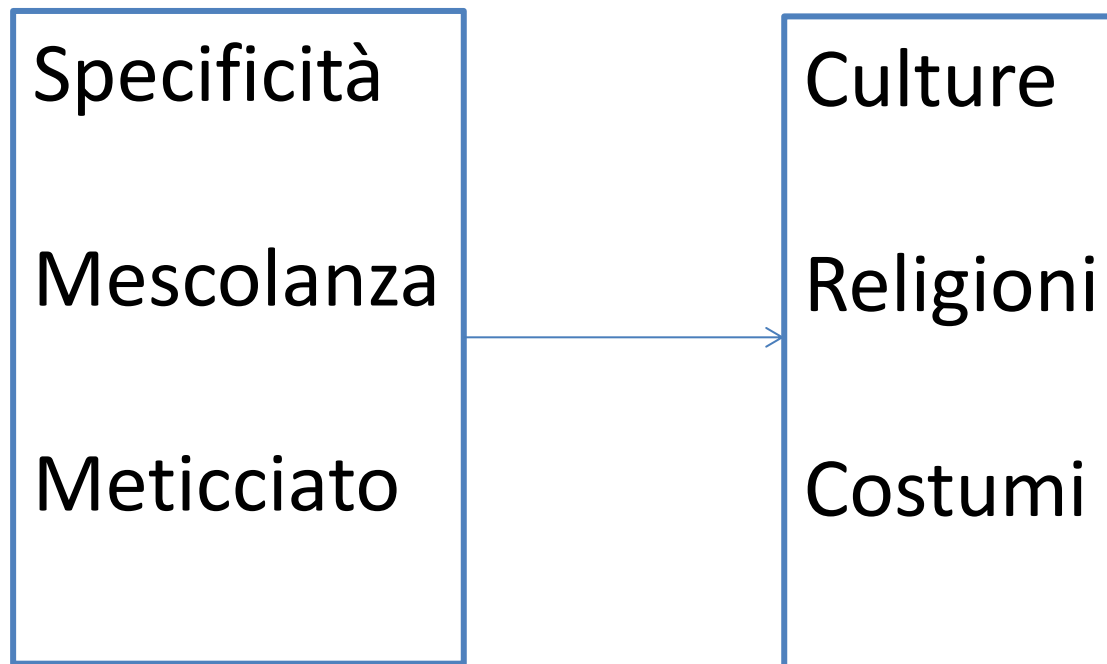 Specificità
Mescolanza
Meticciato
Culture
Religioni
Costumi